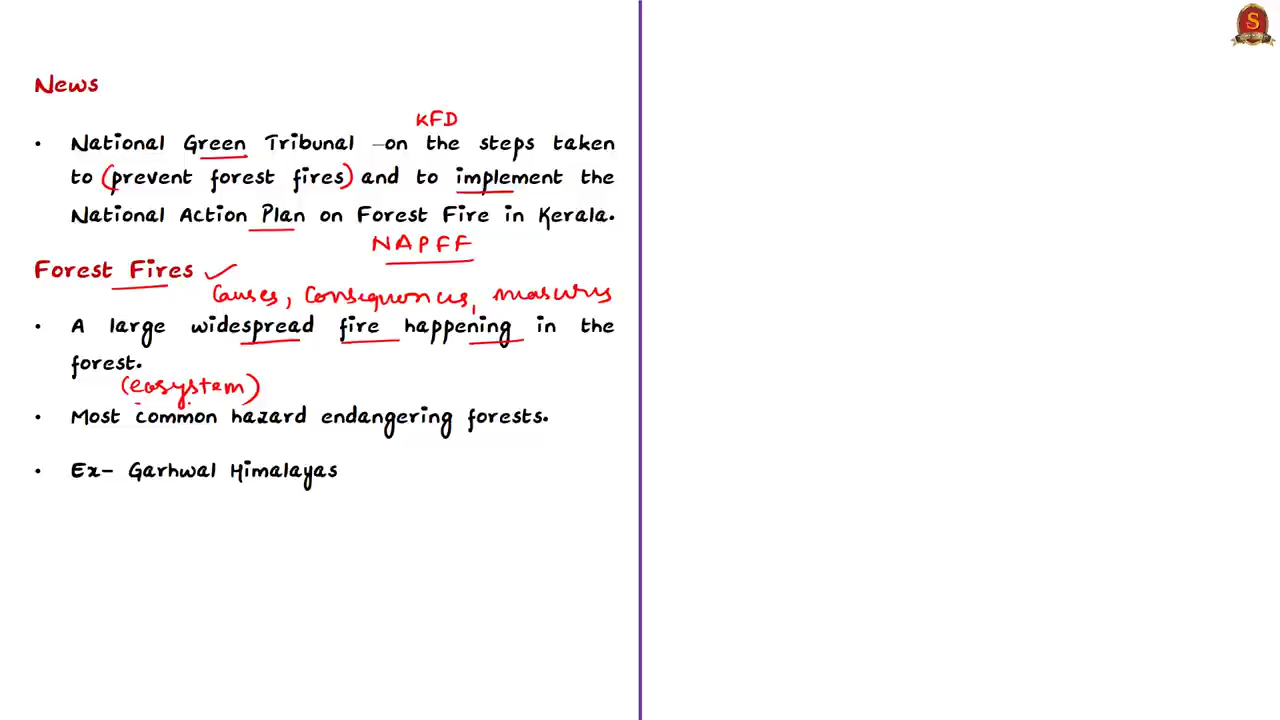 S
News
KFD
• National Green Tribunal -on the steps taken
to (prevent forest fires) and to implement the
National Action Plan on Forest Fire in Kerala.
NAPFF
Forest Fires ✓
Causes, Consequences, measures
• A large widespread fire happening in the
forest.
(eosystem)
• Most common hazard endangering forests.
• Ex- Garhwal Himalayas